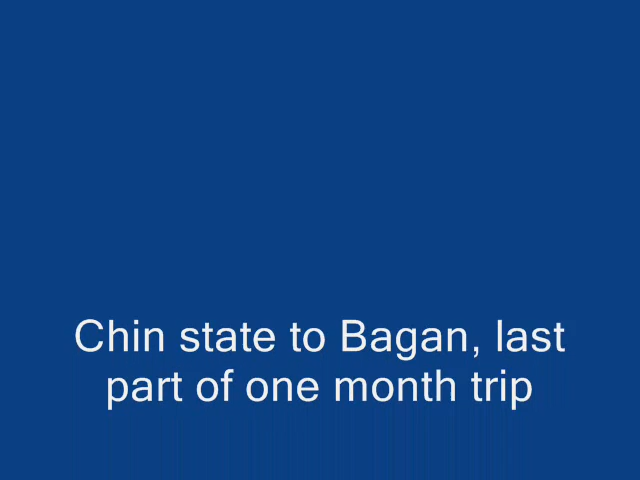 Chin state to Bagan, last
part of one month trip